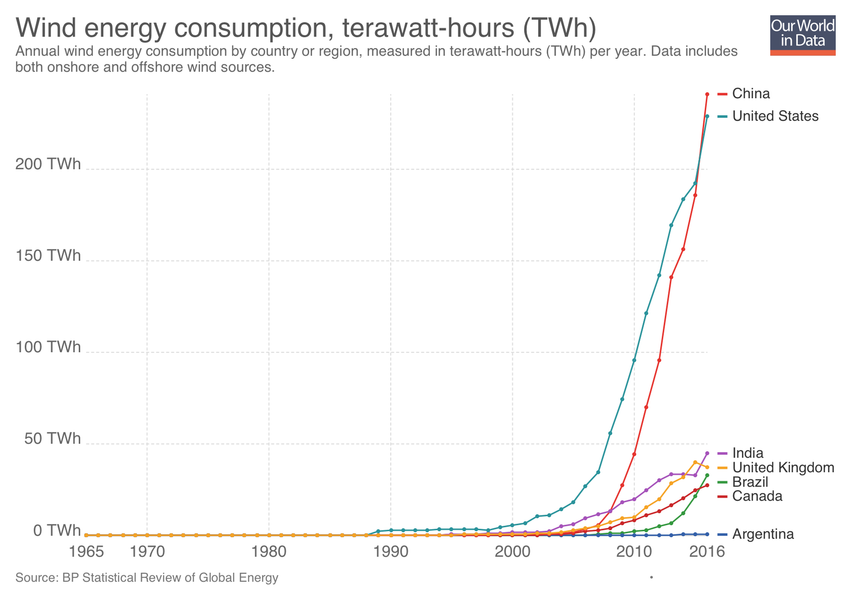 Wind energy consumption, terawatt-hours (TWh)
Annual wind energy consumption by country or region, measured in terawatt-hours (TWh) per year. Data includes
both onshore and offshore wind sources.
Our World
in Data
China
United States
200 TWh
150 TWh
100 TWh
50 TWh
India
United Kingdom
Brazil
Canada
0 TWh
Argentina
1965 1970 1980 1990 2000 2010 2016
Source: BP Statistical Review of Global Energy